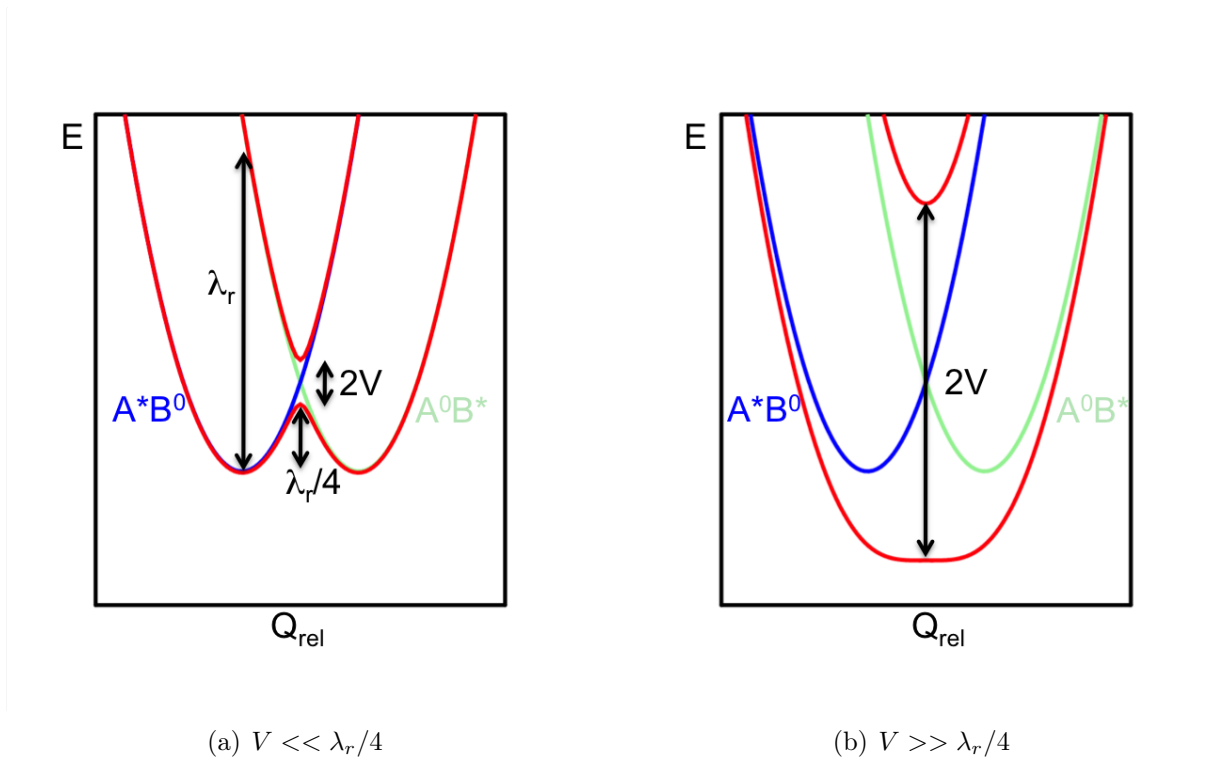 E
λr
2V
A*B⁰
A⁰B*
λr/4
Qrel
(a) V << λr/4
E
2V
A*B⁰
A⁰B*
Qrel
(b) V >> λr/4